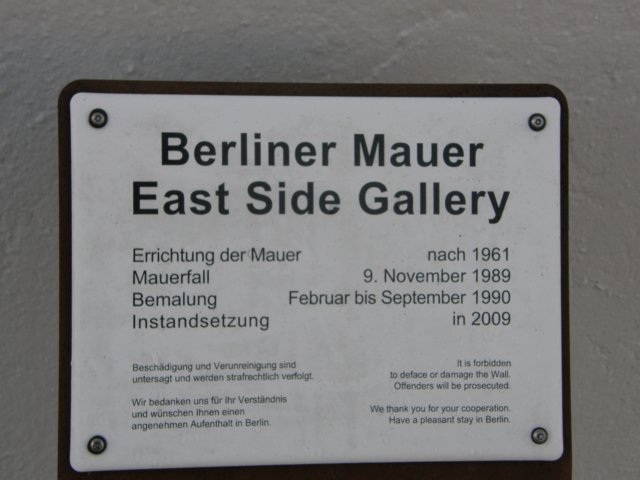 Berliner Mauer
East Side Gallery
Errichtung der Mauer nach 1961
Mauerfall 9. November 1989
Bemalung Februar bis September 1990
Instandsetzung in 2009
Beschädigung und Verunreinigung sind
untersagt und werden strafrechtlich verfolgt.
Wir bedanken uns für Ihr Verständnis
und wünschen Ihnen einen
angenehmen Aufenthalt in Berlin.
It is forbidden
to deface or damage the Wall.
Offenders will be prosecuted.
We thank you for your cooperation.
Have a pleasant stay in Berlin.